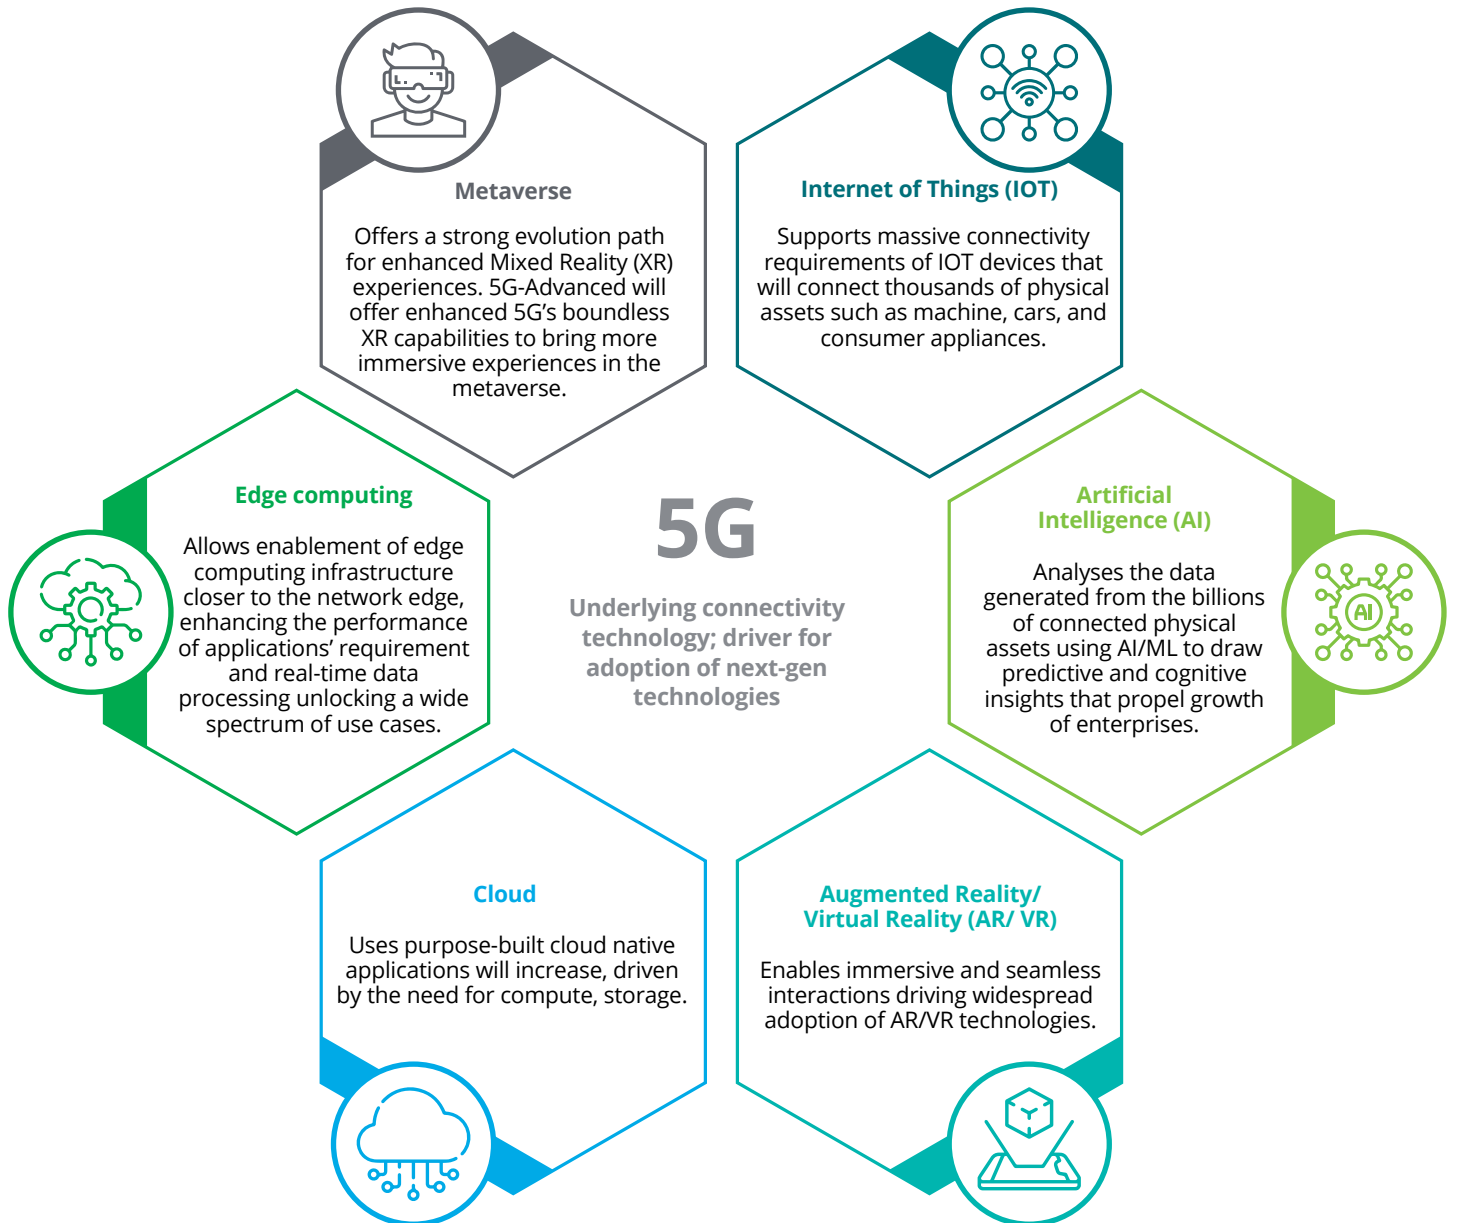 Metaverse
Offers a strong evolution path
for enhanced Mixed Reality (XR)
experiences. 5G-Advanced will
offer enhanced 5G’s boundless
XR capabilities to bring more
immersive experiences in the
metaverse.
Internet of Things (IOT)
Supports massive connectivity
requirements of IOT devices that
will connect thousands of physical
assets such as machine, cars, and
consumer appliances.
Edge computing
Allows enablement of edge
computing infrastructure
closer to the network edge,
enhancing the performance
of applications’ requirement
and real-time data
processing unlocking a wide
spectrum of use cases.
5G
Underlying connectivity
technology; driver for
adoption of next-gen
technologies
Artificial
Intelligence (AI)
Analyses the data
generated from the billions
of connected physical
assets using AI/ML to draw
predictive and cognitive
insights that propel growth
of enterprises.
AI
Cloud
Uses purpose-built cloud native
applications will increase, driven
by the need for compute, storage.
Augmented Reality/
Virtual Reality (AR/ VR)
Enables immersive and seamless
interactions driving widespread
adoption of AR/VR technologies.